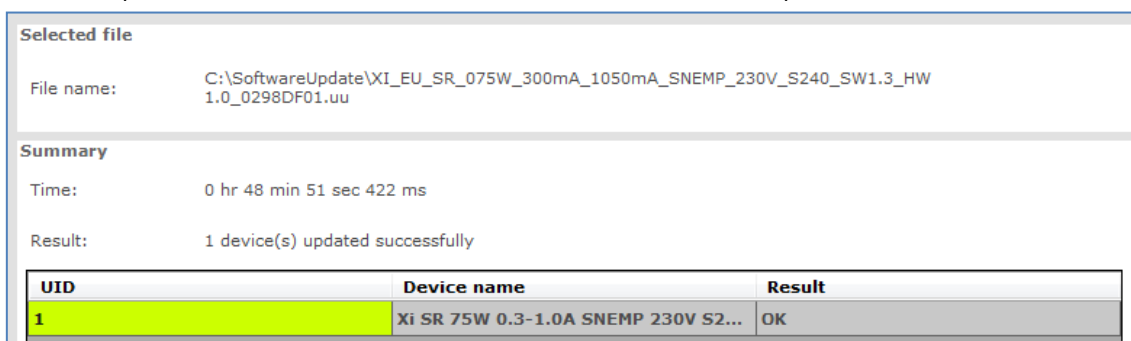 Selected file
File name: C:\SoftwareUpdate\XI_EU_SR_075W_300mA_1050mA_SNEMP_230V_S240_SW1.3_HW
1.0_0298DF01.uu
Summary
Time: 0 hr 48 min 51 sec 422 ms
Result: 1 device(s) updated successfully
UID Device name Result
1 Xi SR 75W 0.3-1.0A SNEMP 230V S2... OK